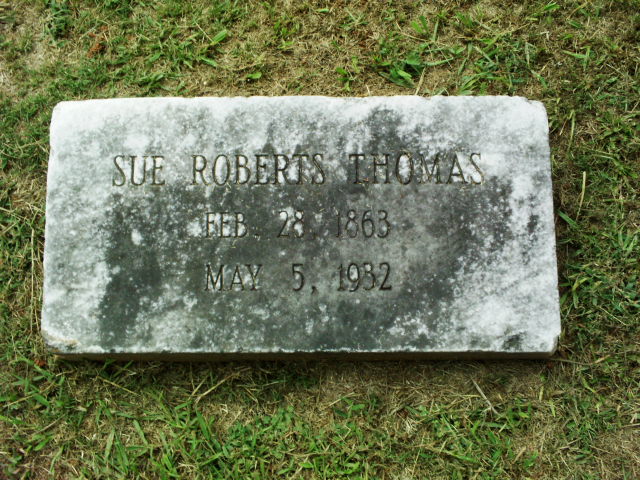 SUE ROBERTS THOMAS
FEB. 28, 1863
MAY 5, 1932